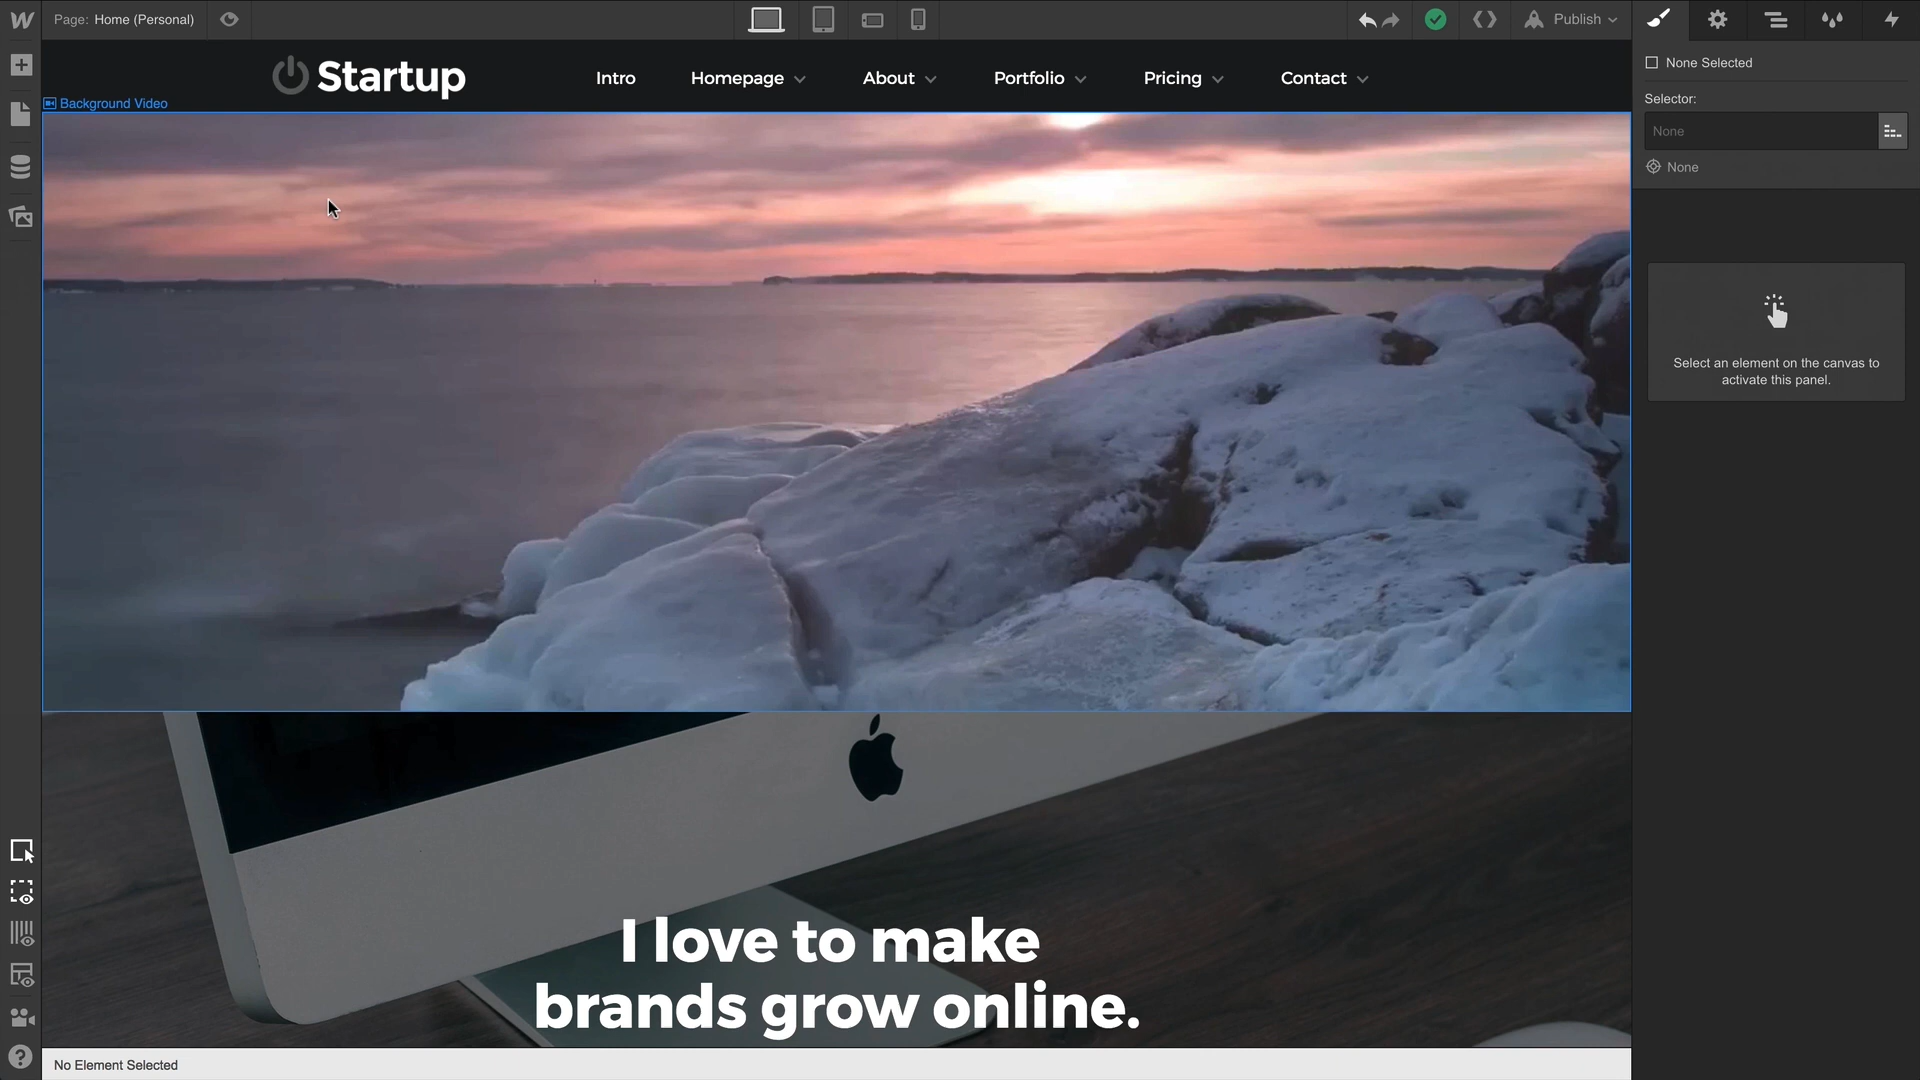 Page: Home (Personal)
Publish
Startup
Intro
Homepage
About
Portfolio
Pricing
Contact
Background Video
None Selected
Selector:
None
None
Select an element on the canvas to
activate this panel.
I love to make
brands grow online.
No Element Selected